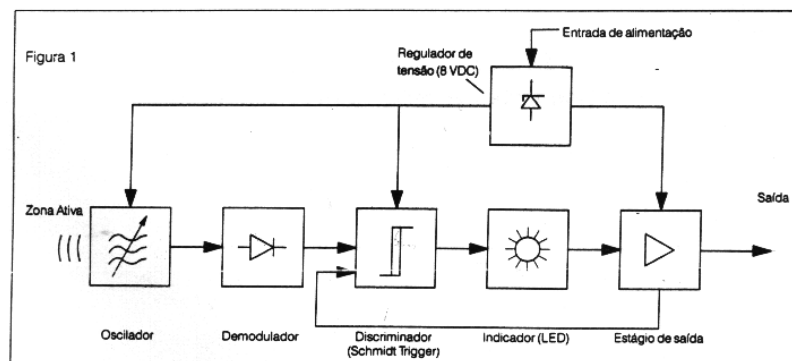 Figura 1
Entrada de alimentação
Regulador de
tensão (8 VDC)
Zona Ativa
Saída
Oscilador
Demodulador
Discriminador
(Schmidt Trigger)
Indicador (LED)
Estágio de saída